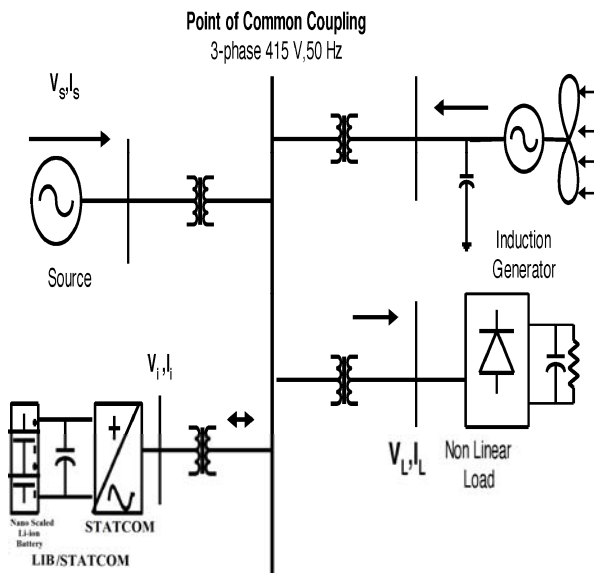 Point of Common Coupling
3-phase 415 V,50 Hz
Vs,Is
Source
Induction
Generator
Vi,Ii
VL,IL
Non Linear
Load
Nano Scaled
Li-ion
Battery
STATCOM
LIB/STATCOM